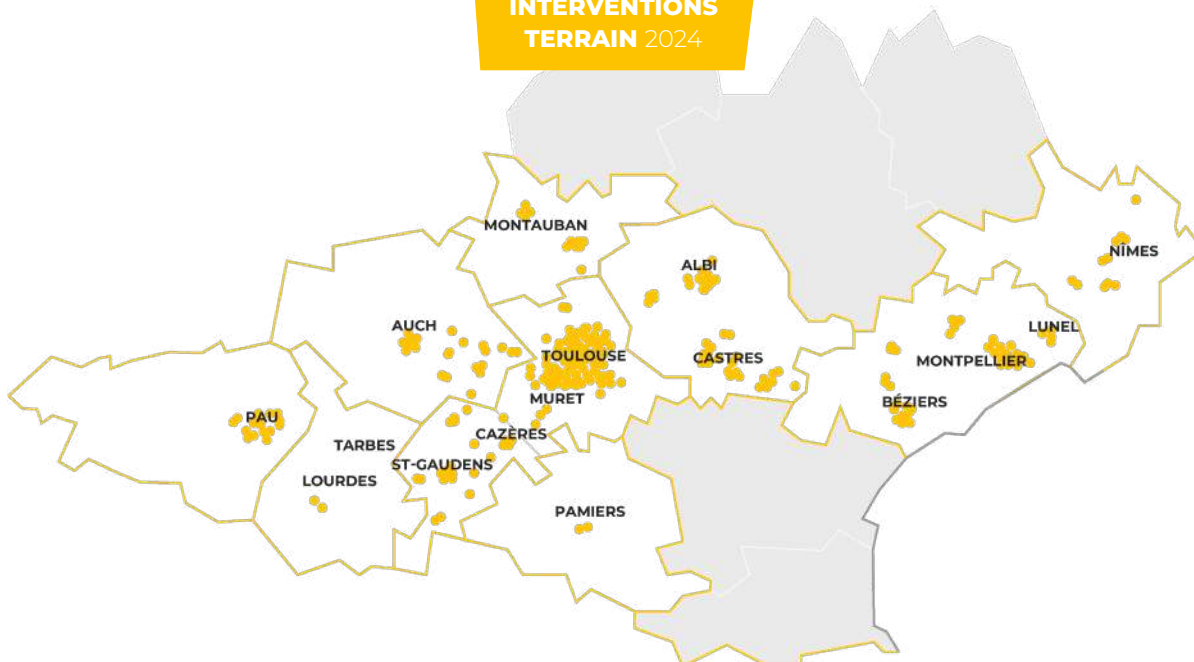 INTERVENTIONS
TERRAIN 2024
MONTAUBAN
NÎMES
ALBI
AUCH
LUNEL
TOULOUSE
CASTRES
MONTPELLIER
MURET
BÉZIERS
PAU
CAZÈRES
TARBES
ST-GAUDENS
LOURDES
PAMIERS